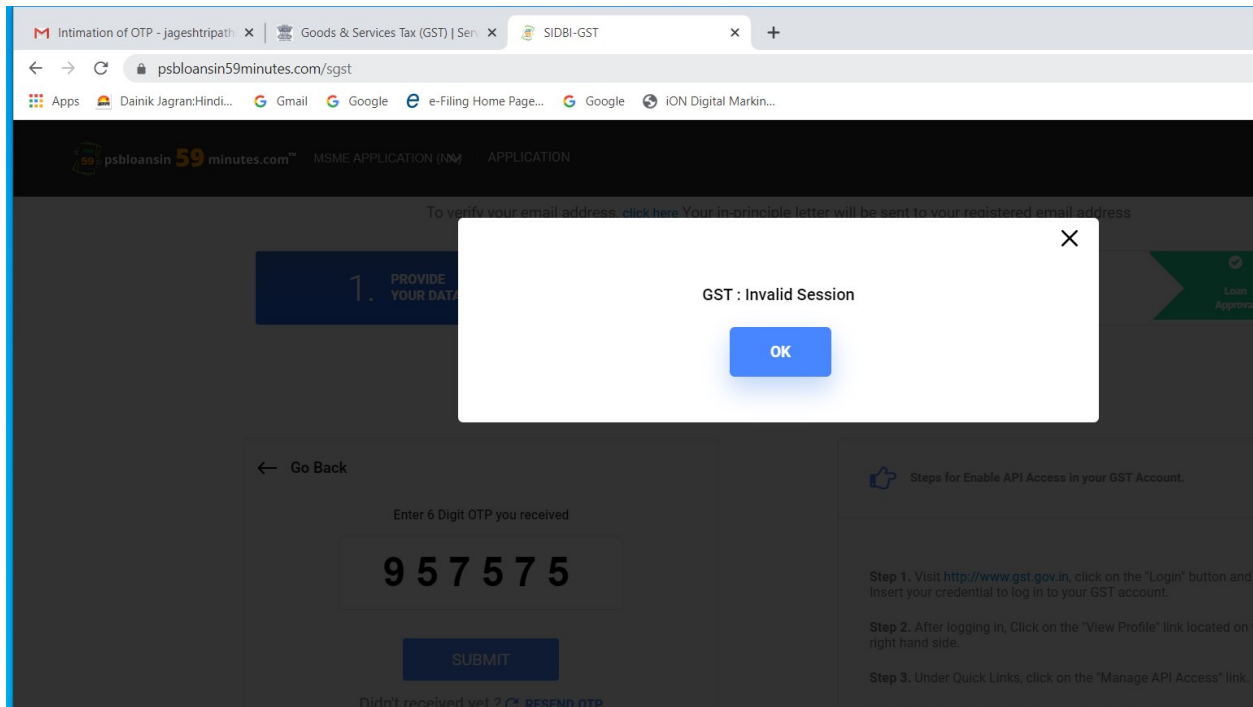 Intimation of OTP - jageshtripath
Goods & Services Tax (GST) | Serv
SIDBI-GST
psbloansin59minutes.com/sgst
Apps
Dainik Jagran:Hindi...
Gmail
Google
e-Filing Home Page...
Google
iON Digital Markin...
psbloansin 59 minutes.com™
MSME APPLICATION
APPLICATION
To verify your email address, click here Your in-principle letter will be sent to your registered email address
1. PROVIDE
YOUR DATA
Loan
Approva
GST : Invalid Session
OK
Go Back
Enter 6 Digit OTP you received
957575
SUBMIT
Didn't received yet ? RESEND OTP
Steps for Enable API Access in your GST Account.
Step 1. Visit http://www.gst.gov.in, click on the "Login" button and
Insert your credential to log in to your GST account.
Step 2. After logging in, Click on the "View Profile" link located on
right hand side.
Step 3. Under Quick Links, click on the "Manage API Access" link,